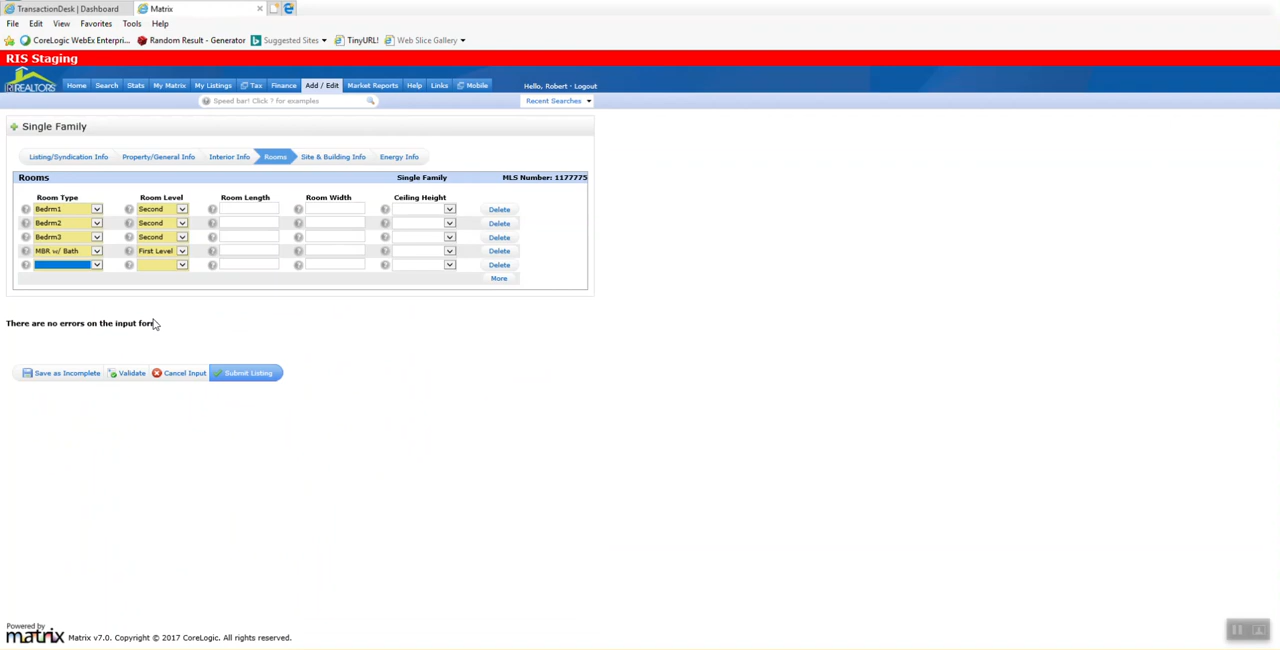 TransactionDesk | Dashboard
Matrix
File Edit View Favorites Tools Help
CoreLogic WebEx Enterpri... Random Result - Generator Suggested Sites TinyURL! Web Slice Gallery
RIS Staging
REALTORS Home Search Stats My Matrix My Listings Tax Finance Add / Edit Market Reports Help Links Mobile Hello, Robert - Logout
Speed bar! Click ? for examples Recent Searches
Single Family
Listing/Syndication Info Property/General Info Interior Info Rooms Site & Building Info Energy Info
Rooms Single Family MLS Number: 1177775
Room Type Room Level Room Length Room Width Ceiling Height
Bedrm1 Second Delete
Bedrm2 Second Delete
Bedrm3 Second Delete
MBR w/ Bath First Level Delete
Delete
More
There are no errors on the input form
Save as Incomplete Validate Cancel Input Submit Listing
Powered by
matrix Matrix v7.0. Copyright © 2017 CoreLogic. All rights reserved.